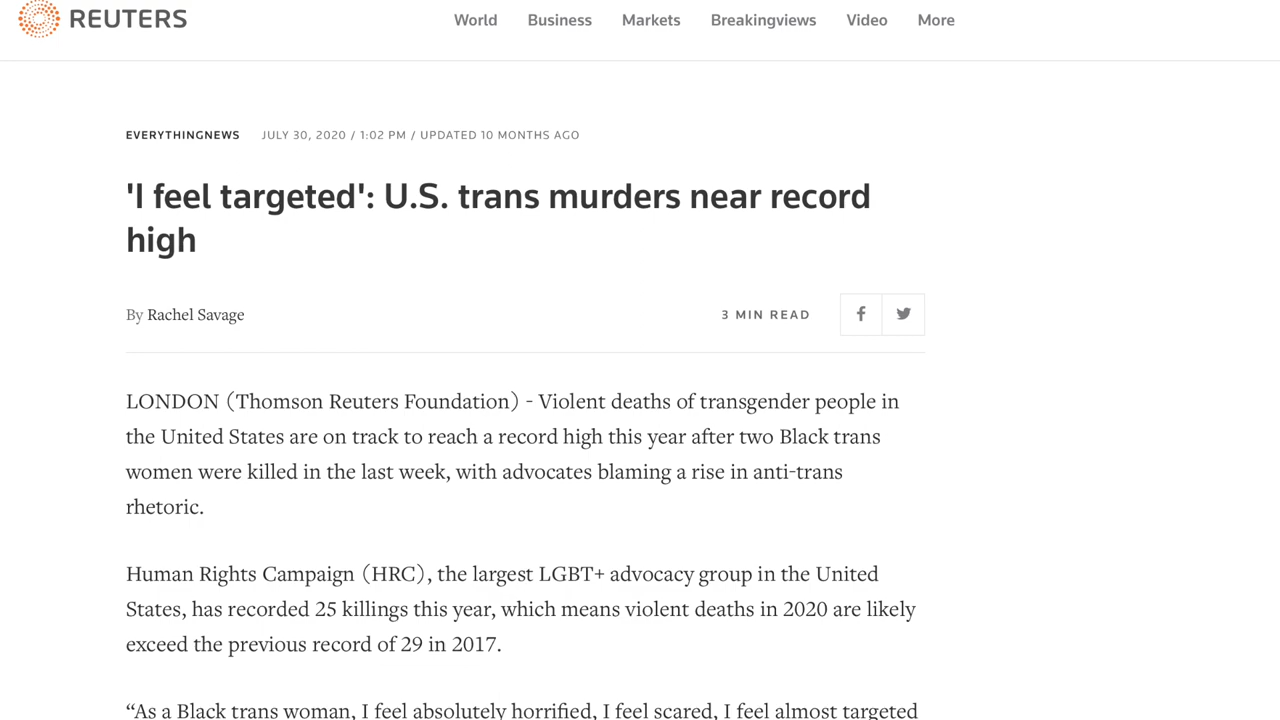 REUTERS
World Business Markets Breakingviews Video More
EVERYTHINGNEWS JULY 30, 2020 / 1:02 PM / UPDATED 10 MONTHS AGO
'I feel targeted': U.S. trans murders near record
high
By Rachel Savage
3 MIN READ
LONDON (Thomson Reuters Foundation) - Violent deaths of transgender people in
the United States are on track to reach a record high this year after two Black trans
women were killed in the last week, with advocates blaming a rise in anti-trans
rhetoric.
Human Rights Campaign (HRC), the largest LGBT+ advocacy group in the United
States, has recorded 25 killings this year, which means violent deaths in 2020 are likely
exceed the previous record of 29 in 2017.
“As a Black trans woman, I feel absolutely horrified, I feel scared, I feel almost targeted